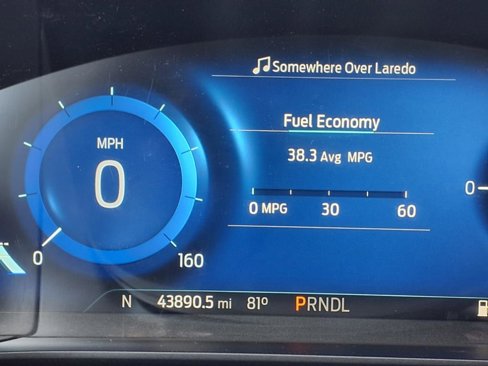 Somewhere Over Laredo
Fuel Economy
38.3 Avg MPG
0 MPG 30 60
MPH
0
0 160
0
N 43890.5 mi 81° PRNDL